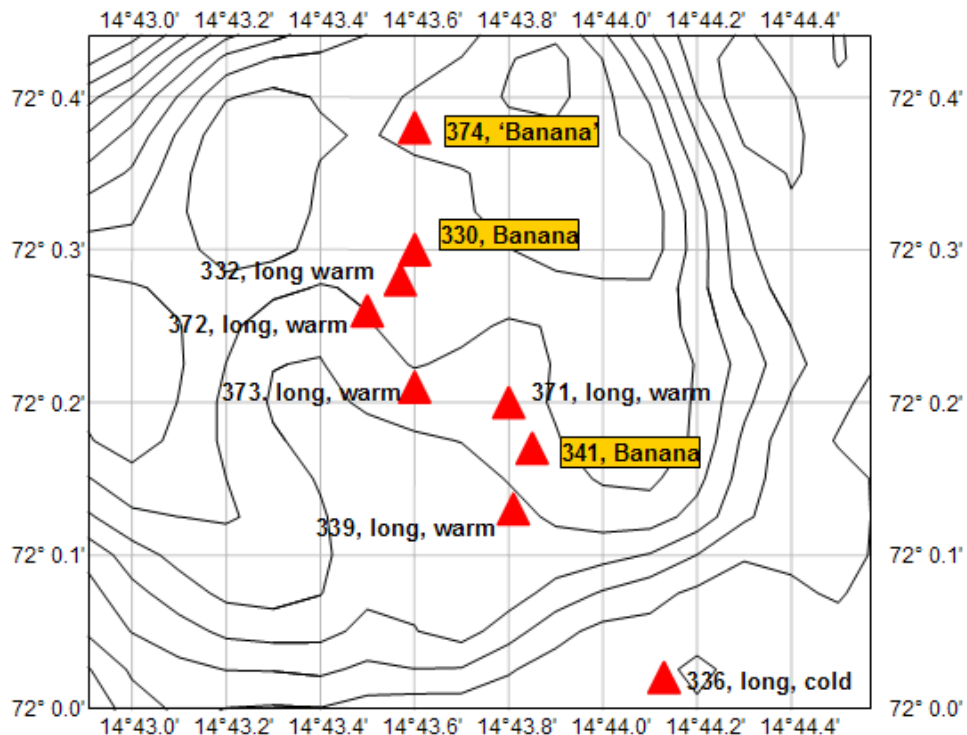 14°43.0' 14°43.2' 14°43.4' 14°43.6' 14°43.8' 14°44.0' 14°44.2' 14°44.4'
72° 0.4' 72° 0.4'
374, ‘Banana’
330, Banana
72° 0.3' 72° 0.3'
332, long warm
372, long, warm
373. long, warm 371, long, warm
72° 0.2' 72° 0.2'
341, Banana
339, long, warm
72° 0.1' 72° 0.1'
336, long, cold
72° 0.0' 72° 0.0'
14°43.0' 14°43.2' 14°43.4' 14°43.6' 14°43.8' 14°44.0' 14°44.2' 14°44.4'